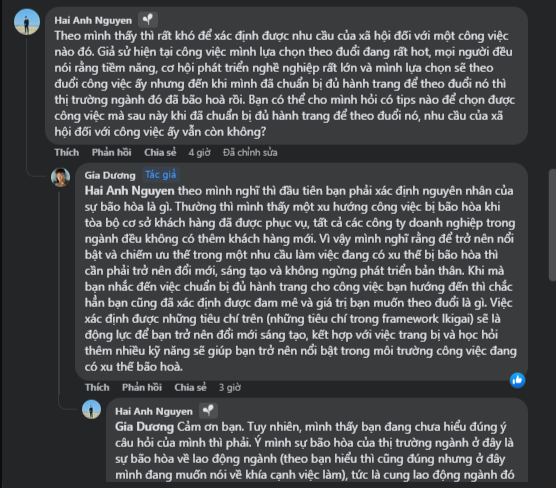 Hai Anh Nguyen
Theo mình thấy thì rất khó để xác định được nhu cầu của xã hội đối với một công việc
nào đó. Giả sử hiện tại công việc mình lựa chọn theo đuổi đang rất hot, mọi người đều
nói rằng tiềm năng, cơ hội phát triển nghề nghiệp rất lớn và mình lựa chọn sẽ theo
đuổi công việc ấy nhưng đến khi mình đã chuẩn bị đủ hành trang để theo đuổi nó thì
thị trường ngành đó đã bão hoà rồi. Bạn có thể cho mình hỏi có tips nào để chọn được
công việc mà sau này khi đã chuẩn bị đủ hành trang để theo đuổi nó, nhu cầu của xã
hội đối với công việc ấy vẫn còn không?
Thích Phản hồi Chia sẻ 4 giờ Đã chỉnh sửa
Gia Dương Tác giả
Hai Anh Nguyen theo mình nghĩ thì đầu tiên bạn phải xác định nguyên nhân của
sự bão hòa là gì. Thường thì mình thấy một xu hướng công việc bị bão hòa khi
tòa bộ cơ sở khách hàng đã được phục vụ, tất cả các công ty doanh nghiệp trong
ngành đều không có thêm khách hàng mới. Vì vậy mình nghĩ rằng để trở nên nổi
bật và chiếm ưu thế trong một nhu cầu làm việc đang có xu thế bị bão hòa thì
cần phải trở nên đổi mới, sáng tạo và không ngừng phát triển bản thân. Khi mà
bạn nhắc đến việc chuẩn bị đủ hành trang cho công việc bạn hướng đến thì chắc
hẳn bạn cũng đã xác định được đam mê và giá trị bạn muốn theo đuổi là gì. Việc
xác định được những tiêu chí trên (những tiêu chí trong framework Ikigai) sẽ là
động lực để bạn trở nên đổi mới sáng tạo, kết hợp với việc trang bị và học hỏi
thêm nhiều kỹ năng sẽ giúp bạn trở nên nổi bật trong môi trường công việc đang
có xu thế bão hoà.
Thích Phản hồi Chia sẻ 3 giờ
Hai Anh Nguyen
Gia Dương Cảm ơn bạn. Tuy nhiên, mình thấy bạn đang chưa hiểu đúng ý
câu hỏi của mình thì phải. Ý mình sự bão hòa của thị trường ngành ở đây là
sự bão hòa về lao động ngành (theo bạn hiểu thì cũng đúng nhưng ở đây
mình đang muốn nói về khía cạnh việc làm), tức là cung lao động ngành đó